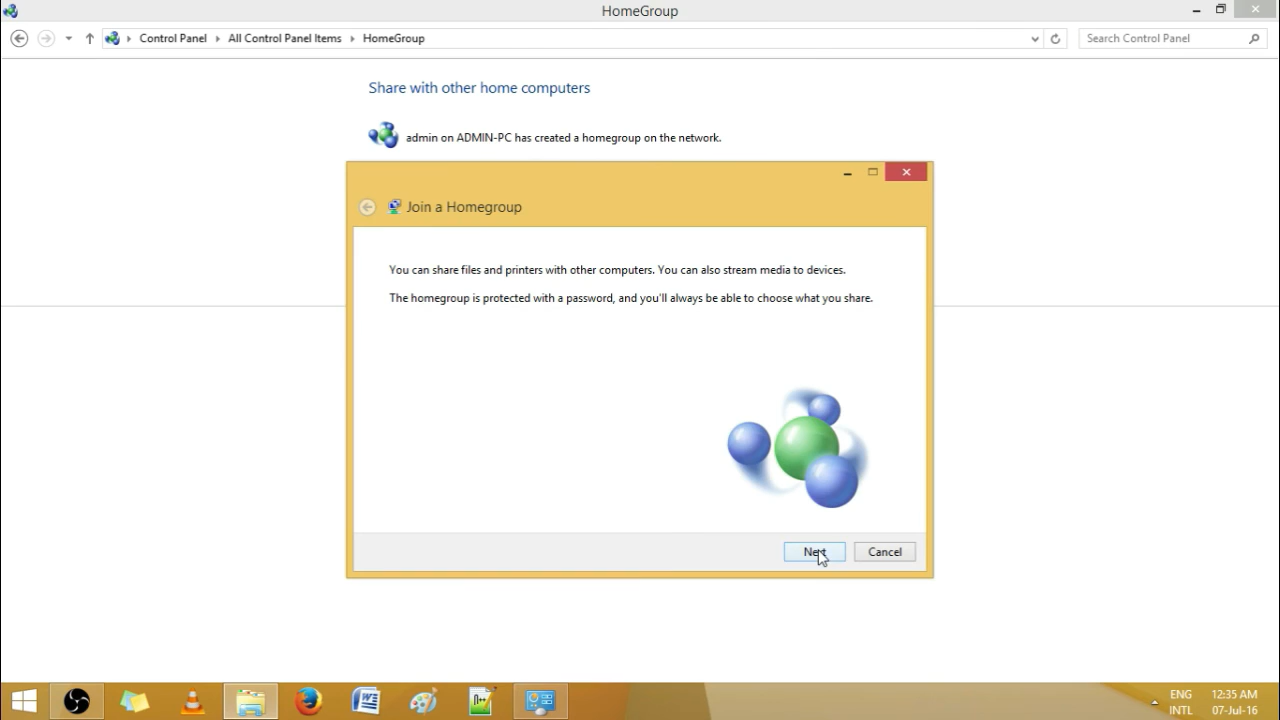 HomeGroup
Control Panel
All Control Panel Items
HomeGroup
Search Control Panel
Share with other home computers
admin on ADMIN-PC has created a homegroup on the network.
Join a Homegroup
You can share files and printers with other computers. You can also stream media to devices.
The homegroup is protected with a password, and you'll always be able to choose what you share.
Next
Cancel
ENG
12:35 AM
INTL
07-Jul-16